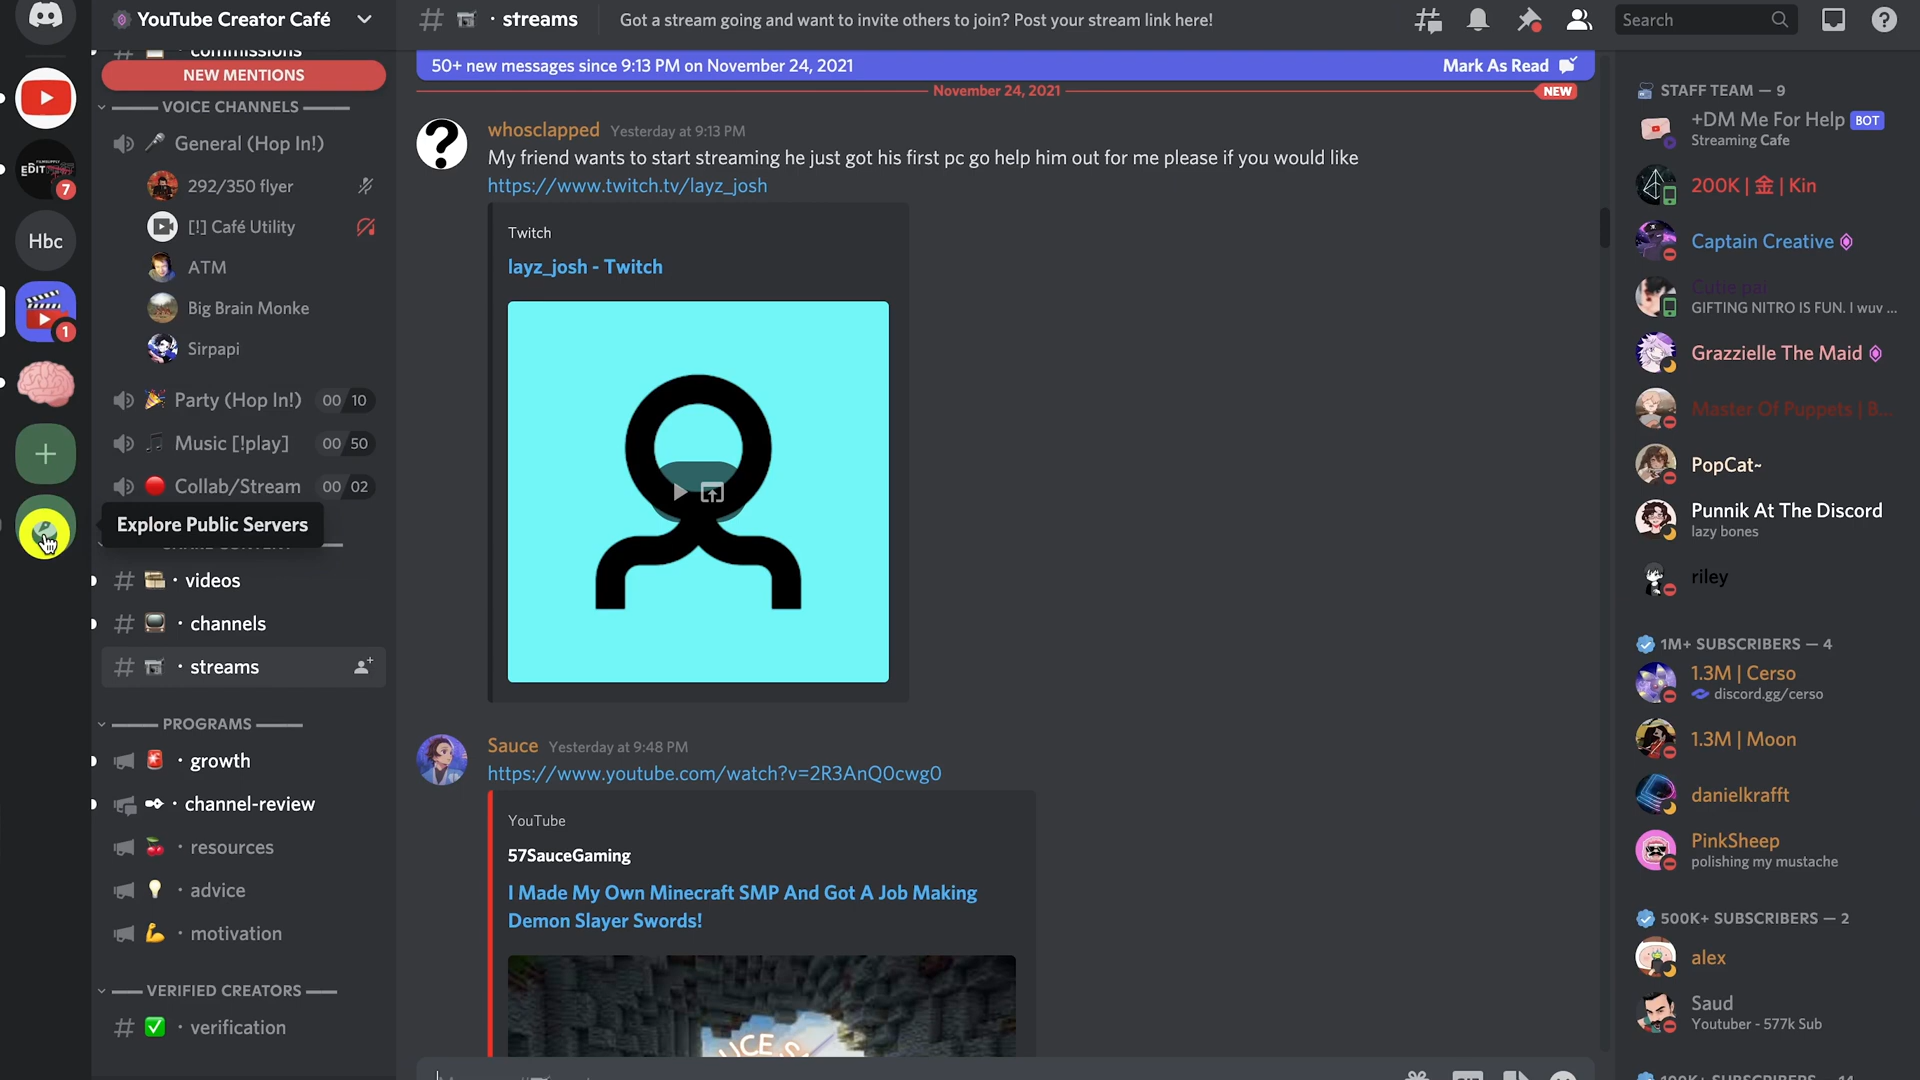 YouTube Creator Café
· streams
Got a stream going and want to invite others to join? Post your stream link here!
Search
commissions
NEW MENTIONS
50+ new messages since 9:13 PM on November 24, 2021
Mark As Read
November 24, 2021
NEW
VOICE CHANNELS
General (Hop In!)
292/350 flyer
[!] Café Utility
ATM
Big Brain Monke
Sirpapi
Party (Hop In!)
00 10
Music [!play]
00 50
Collab/Stream
00 02
EDIT
7
Hbc
1
Explore Public Servers
· videos
· channels
· streams
PROGRAMS
· growth
· channel-review
· resources
· advice
· motivation
VERIFIED CREATORS
· verification
whosclapped Yesterday at 9:13 PM
My friend wants to start streaming he just got his first pc go help him out for me please if you would like
https://www.twitch.tv/layz_josh
Twitch
layz_josh - Twitch
Sauce Yesterday at 9:48 PM
https://www.youtube.com/watch?v=2R3AnQ0cwg0
YouTube
57SauceGaming
I Made My Own Minecraft SMP And Got A Job Making
Demon Slayer Swords!
STAFF TEAM — 9
+DM Me For Help BOT
Streaming Cafe
200K | 金 | Kin
Captain Creative
Cutie pai
GIFTING NITRO IS FUN. I wuv ...
Grazzielle The Maid
Master Of Puppets | B...
PopCat~
Punnik At The Discord
lazy bones
riley
1M+ SUBSCRIBERS — 4
1.3M | Cerso
discord.gg/cerso
1.3M | Moon
danielkrafft
PinkSheep
polishing my mustache
500K+ SUBSCRIBERS — 2
alex
Saud
Youtuber - 577k Sub